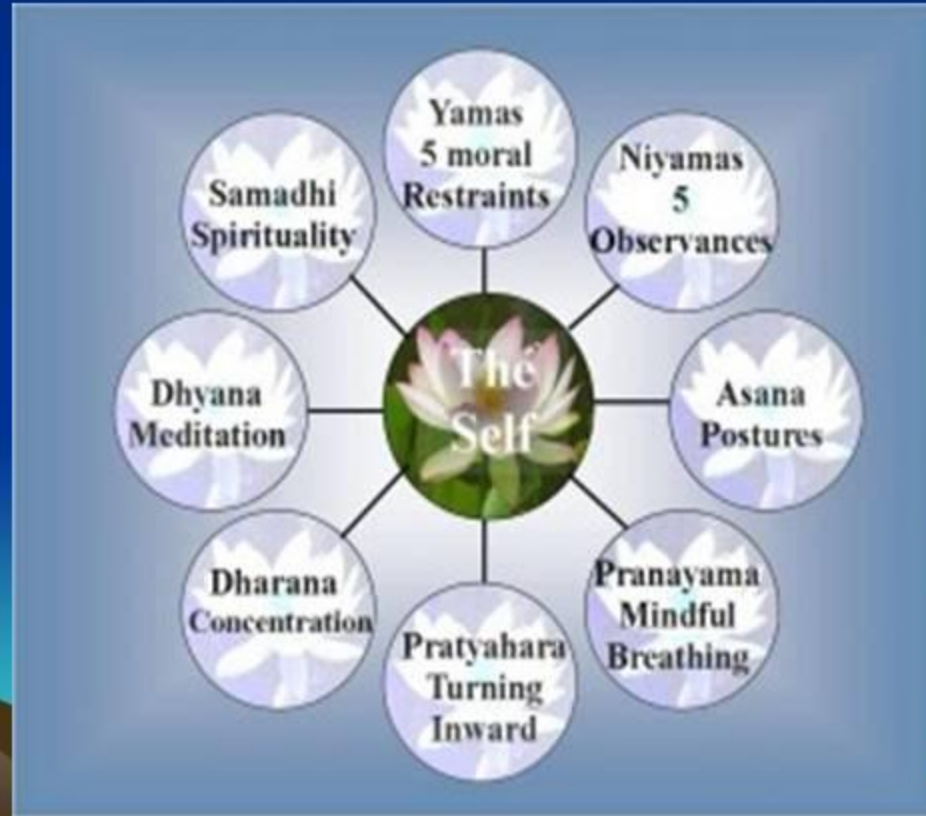 Yamas
5 moral
Restraints
Niyamas
5
Observances
Asana
Postures
Pranayama
Mindful
Breathing
Pratyahara
Turning
Inward
Dharana
Concentration
Dhyana
Meditation
Samadhi
Spirituality
The
Self